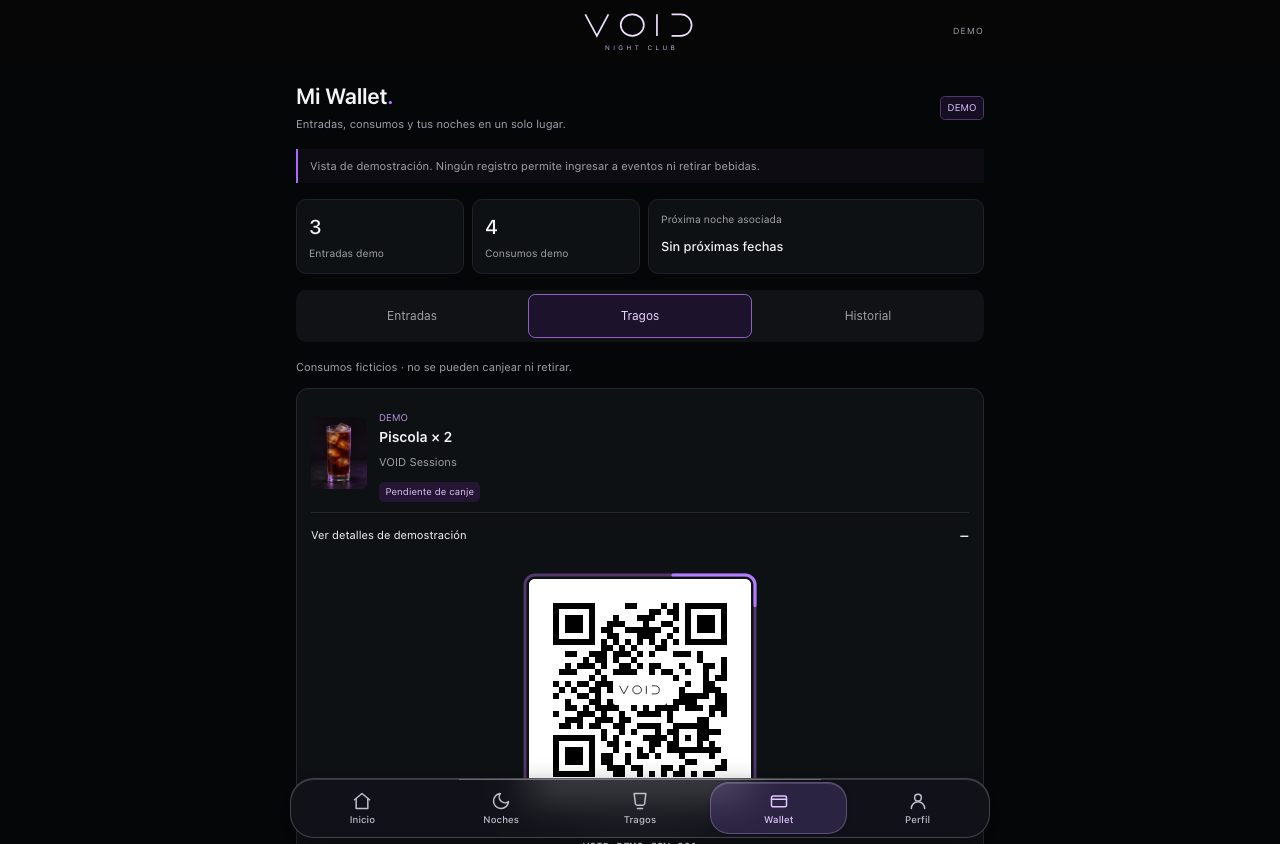 VOID
NIGHT CLUB
DEMO
Mi Wallet.
DEMO
Entradas, consumos y tus noches en un solo lugar.
Vista de demostración. Ningún registro permite ingresar a eventos ni retirar bebidas.
3
Entradas demo
4
Consumos demo
Próxima noche asociada
Sin próximas fechas
Entradas
Tragos
Historial
Consumos ficticios · no se pueden canjear ni retirar.
DEMO
Piscola × 2
VOID Sessions
Pendiente de canje
Ver detalles de demostración
VOID
Inicio
Noches
Tragos
Wallet
Perfil